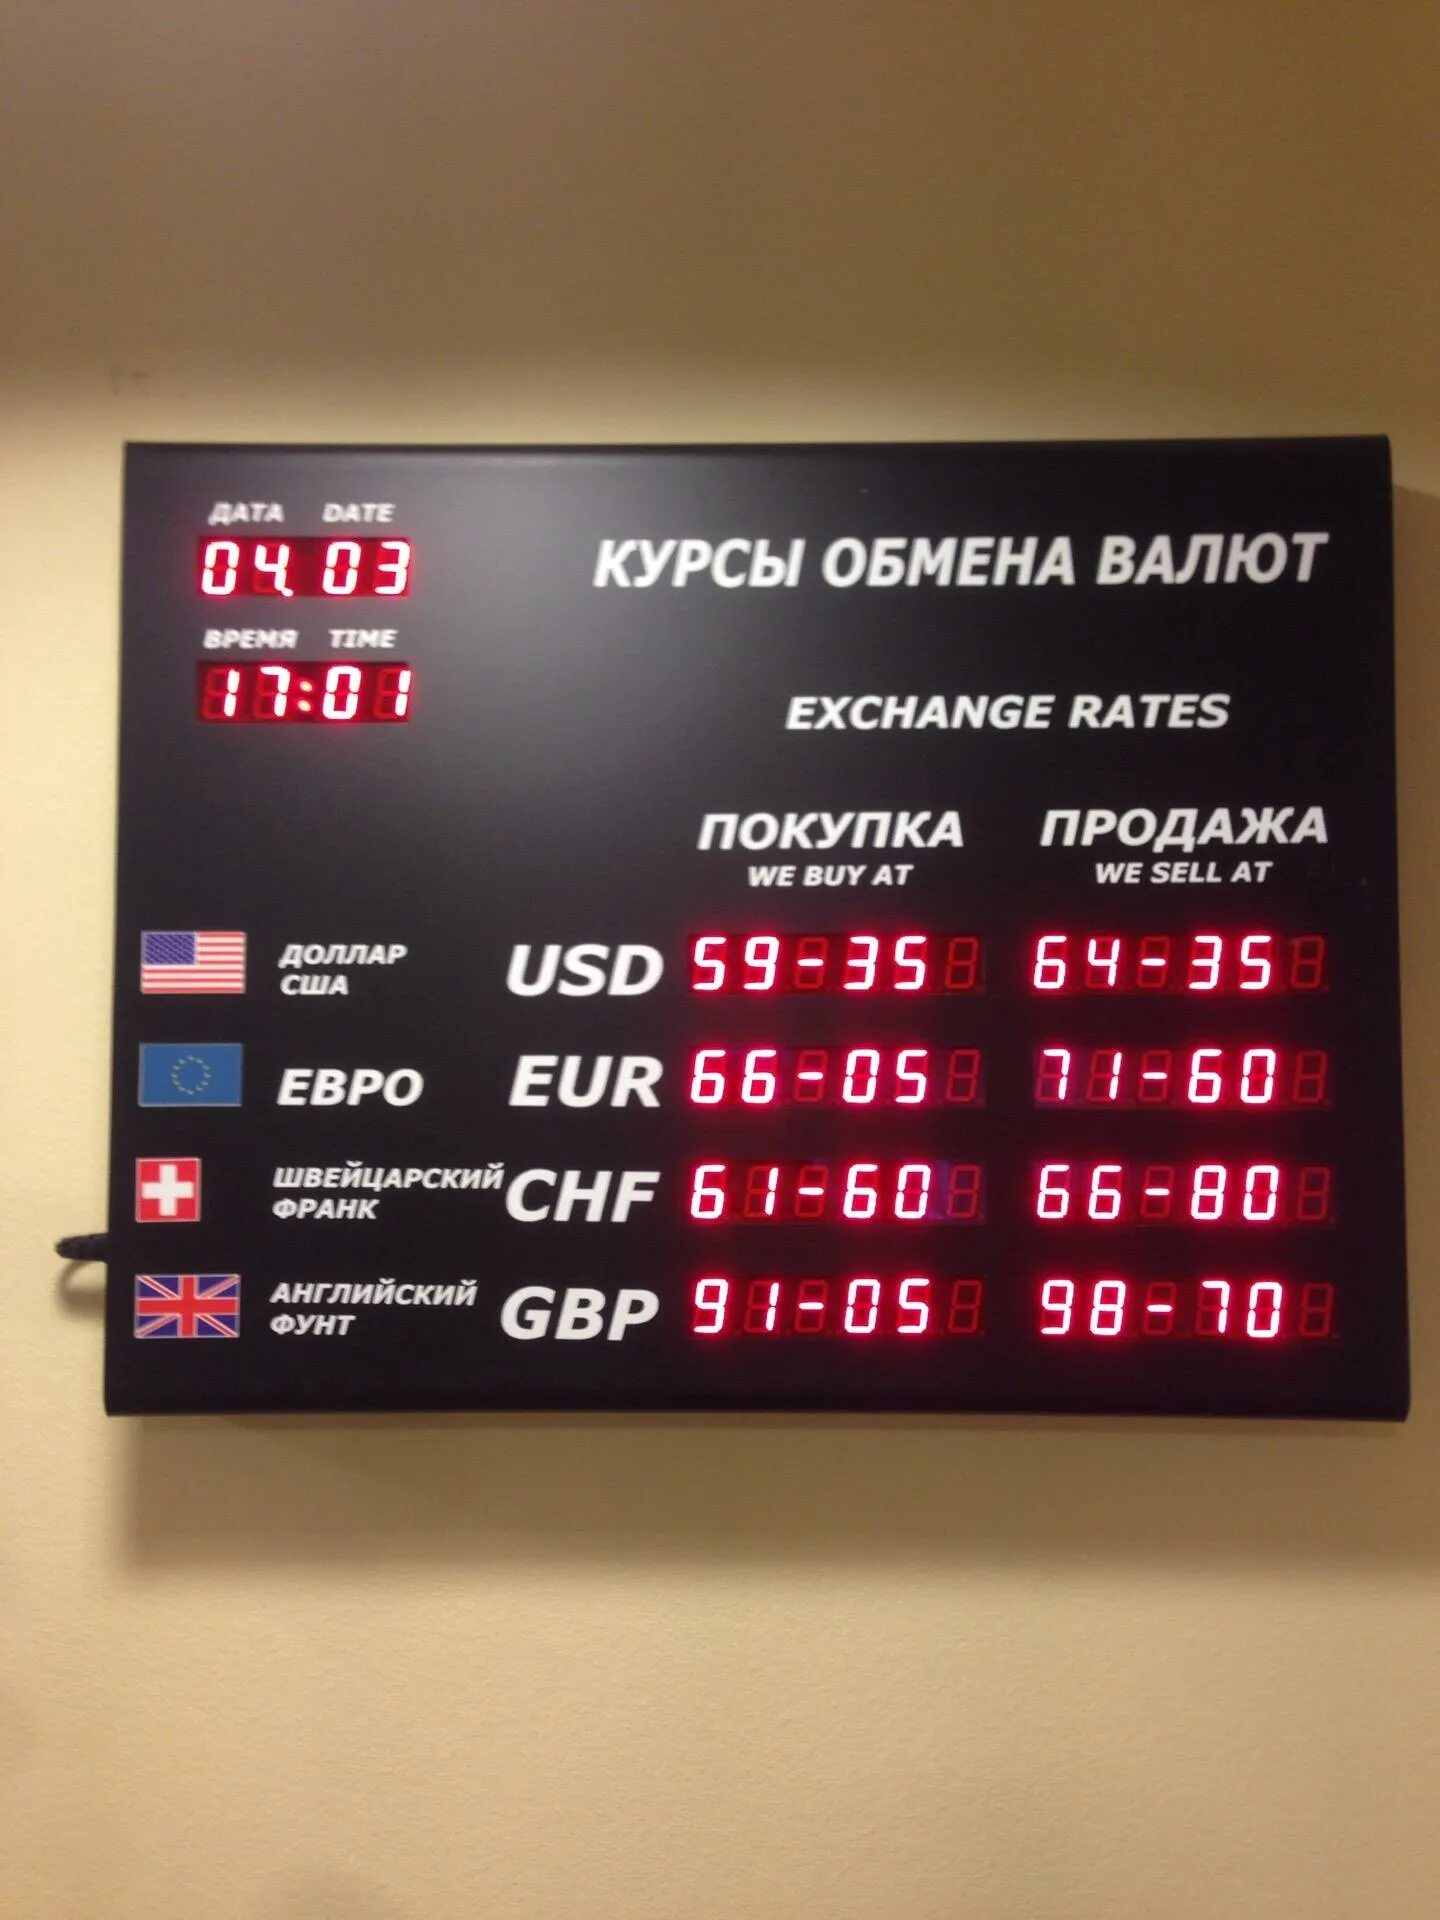 ДАТА DATE
04.03
КУРСЫ ОБМЕНА ВАЛЮТ
ВРЕМЯ TIME
17:01
EXCHANGE RATES
ПОКУПКА ПРОДАЖА
WE BUY AT WE SELL AT
ДОЛЛАР США USD 59-35 64-35
ЕВРО EUR 66-05 71-60
ШВЕЙЦАРСКИЙ ФРАНК CHF 61-60 66-80
АНГЛИЙСКИЙ ФУНТ GBP 91-05 98-70